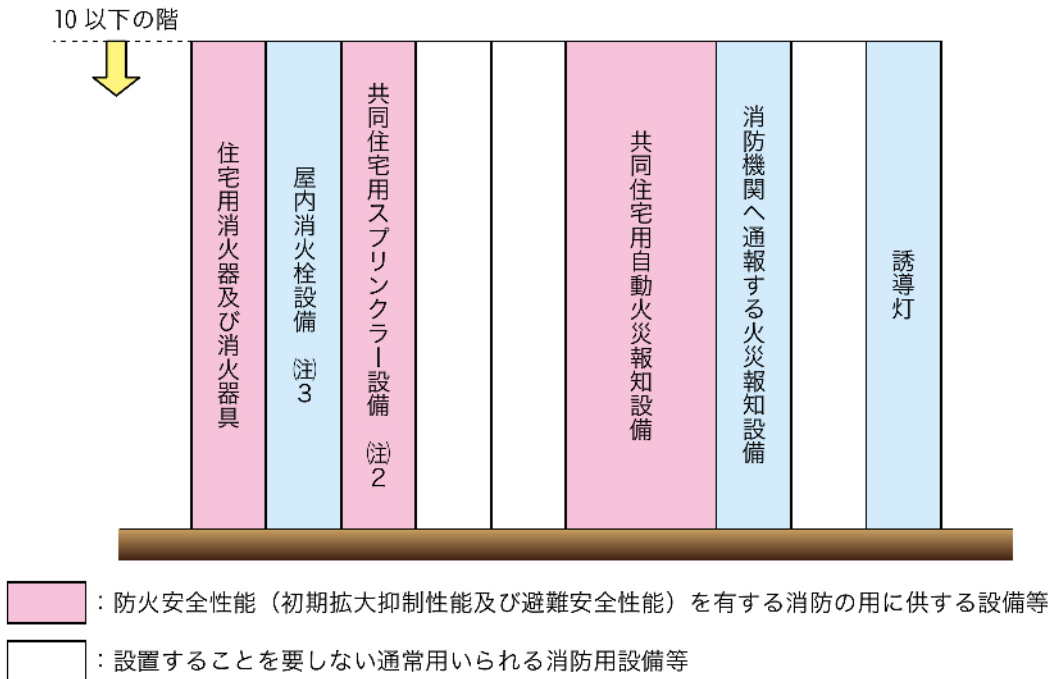 10 以下の階
住宅用消火器及び消火器具
屋内消火栓設備 (注)3
共同住宅用スプリンクラー設備 (注)2
共同住宅用自動火災報知設備
消防機関へ通報する火災報知設備
誘導灯
：防火安全性能（初期拡大抑制性能及び避難安全性能）を有する消防の用に供する設備等
：設置することを要しない通常用いられる消防用設備等